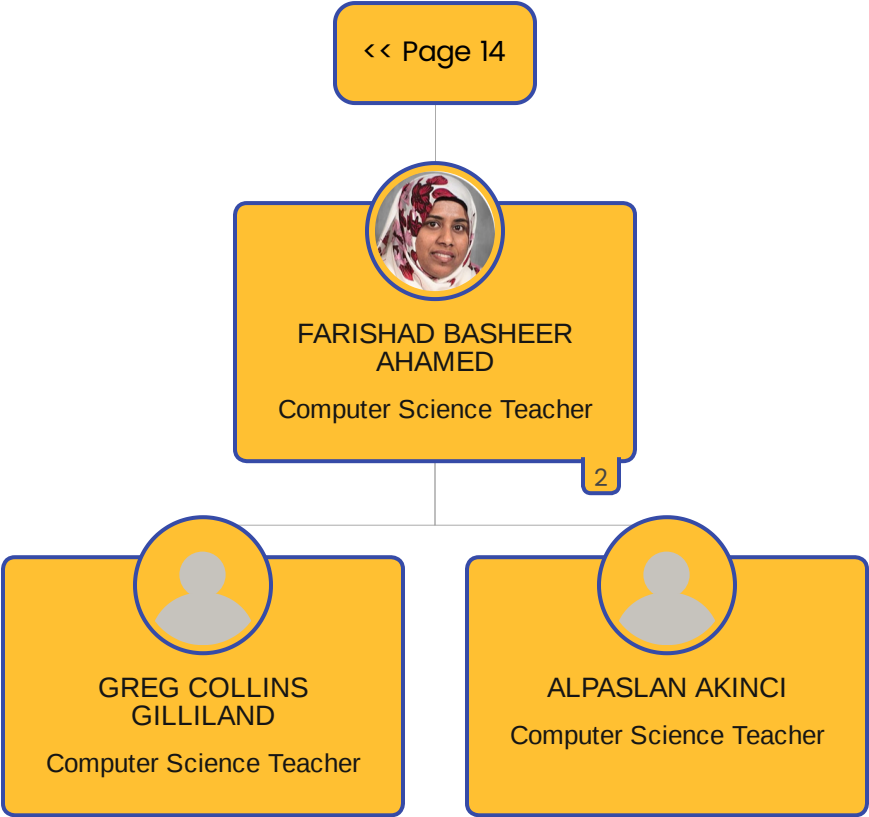 << Page 14
FARISHAD BASHEER
AHAMED
Computer Science Teacher
2
GREG COLLINS
GILLILAND
Computer Science Teacher
ALPASLAN AKINCI
Computer Science Teacher